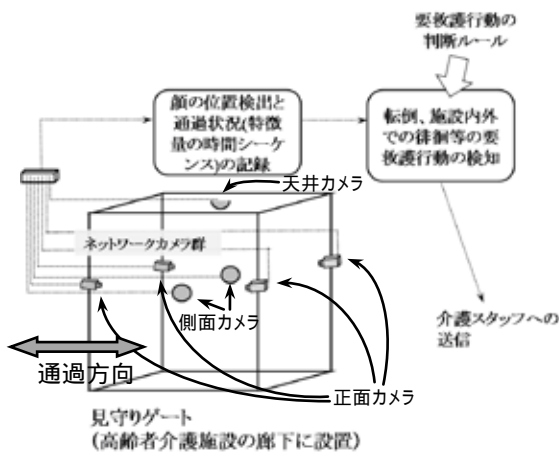 要救護行動の
判断ルール
顔の位置検出と
通過状況(特徴
量の時間シーケ
ンス)の記録
転倒、施設内外
での徘徊等の要
救護行動の検知
天井カメラ
ネットワークカメラ群
側面カメラ
介護スタッフへの
送信
通過方向
正面カメラ
見守りゲート
(高齢者介護施設の廊下に設置)